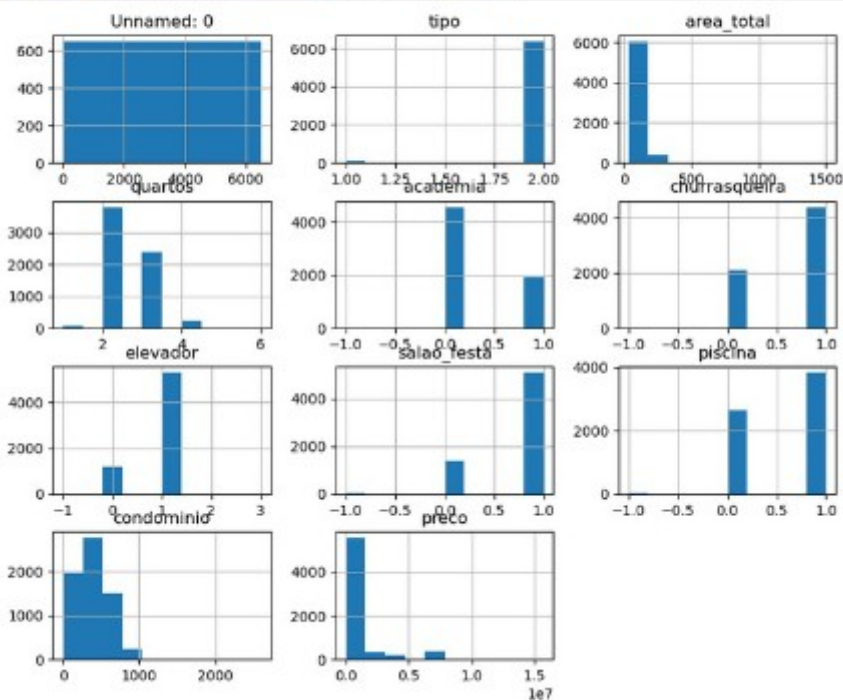 Unnamed: 0 tipo area_total
600 6000 6000
400 4000 4000
200 2000 2000
0 0 0
0 2000 4000 6000 1.00 1.25 1.50 1.75 2.00 0 500 1000 1500
quartos academia churrasqueira
3000 4000 4000
2000 2000 2000
1000
0 0 0
2 4 6 −1.0 −0.5 0.0 0.5 1.0 −1.0 −0.5 0.0 0.5 1.0
elevador salao_festa piscina
4000 4000 4000
2000 2000 2000
0 0 0
−1 0 1 2 3 −1.0 −0.5 0.0 0.5 1.0 −1.0 −0.5 0.0 0.5 1.0
condominio preco
2000 4000
1000 2000
0 0
0 1000 2000 0.0 0.5 1.0 1.5
1e7